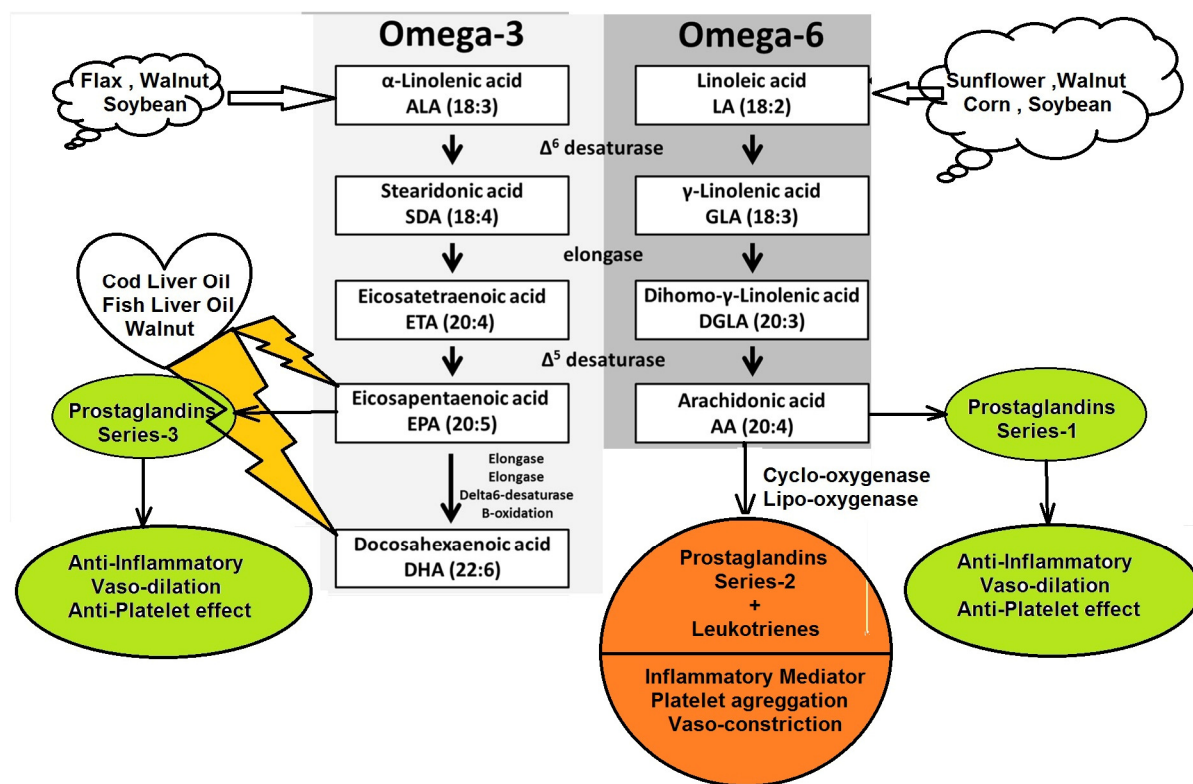 Omega-3
Omega-6
Flax , Walnut
Soybean
α-Linolenic acid
ALA (18:3)
Linoleic acid
LA (18:2)
Sunflower ,Walnut
Corn , Soybean
Δ⁶ desaturase
Stearidonic acid
SDA (18:4)
γ-Linolenic acid
GLA (18:3)
elongase
Cod Liver Oil
Fish Liver Oil
Walnut
Eicosatetraenoic acid
ETA (20:4)
Dihomo-γ-Linolenic acid
DGLA (20:3)
Δ⁵ desaturase
Prostaglandins
Series-3
Eicosapentaenoic acid
EPA (20:5)
Arachidonic acid
AA (20:4)
Prostaglandins
Series-1
Elongase
Elongase
Delta6-desaturase
B-oxidation
Cyclo-oxygenase
Lipo-oxygenase
Docosahexaenoic acid
DHA (22:6)
Anti-Inflammatory
Vaso-dilation
Anti-Platelet effect
Prostaglandins
Series-2
+
Leukotrienes
Inflammatory Mediator
Platelet agreggation
Vaso-constriction
Anti-Inflammatory
Vaso-dilation
Anti-Platelet effect